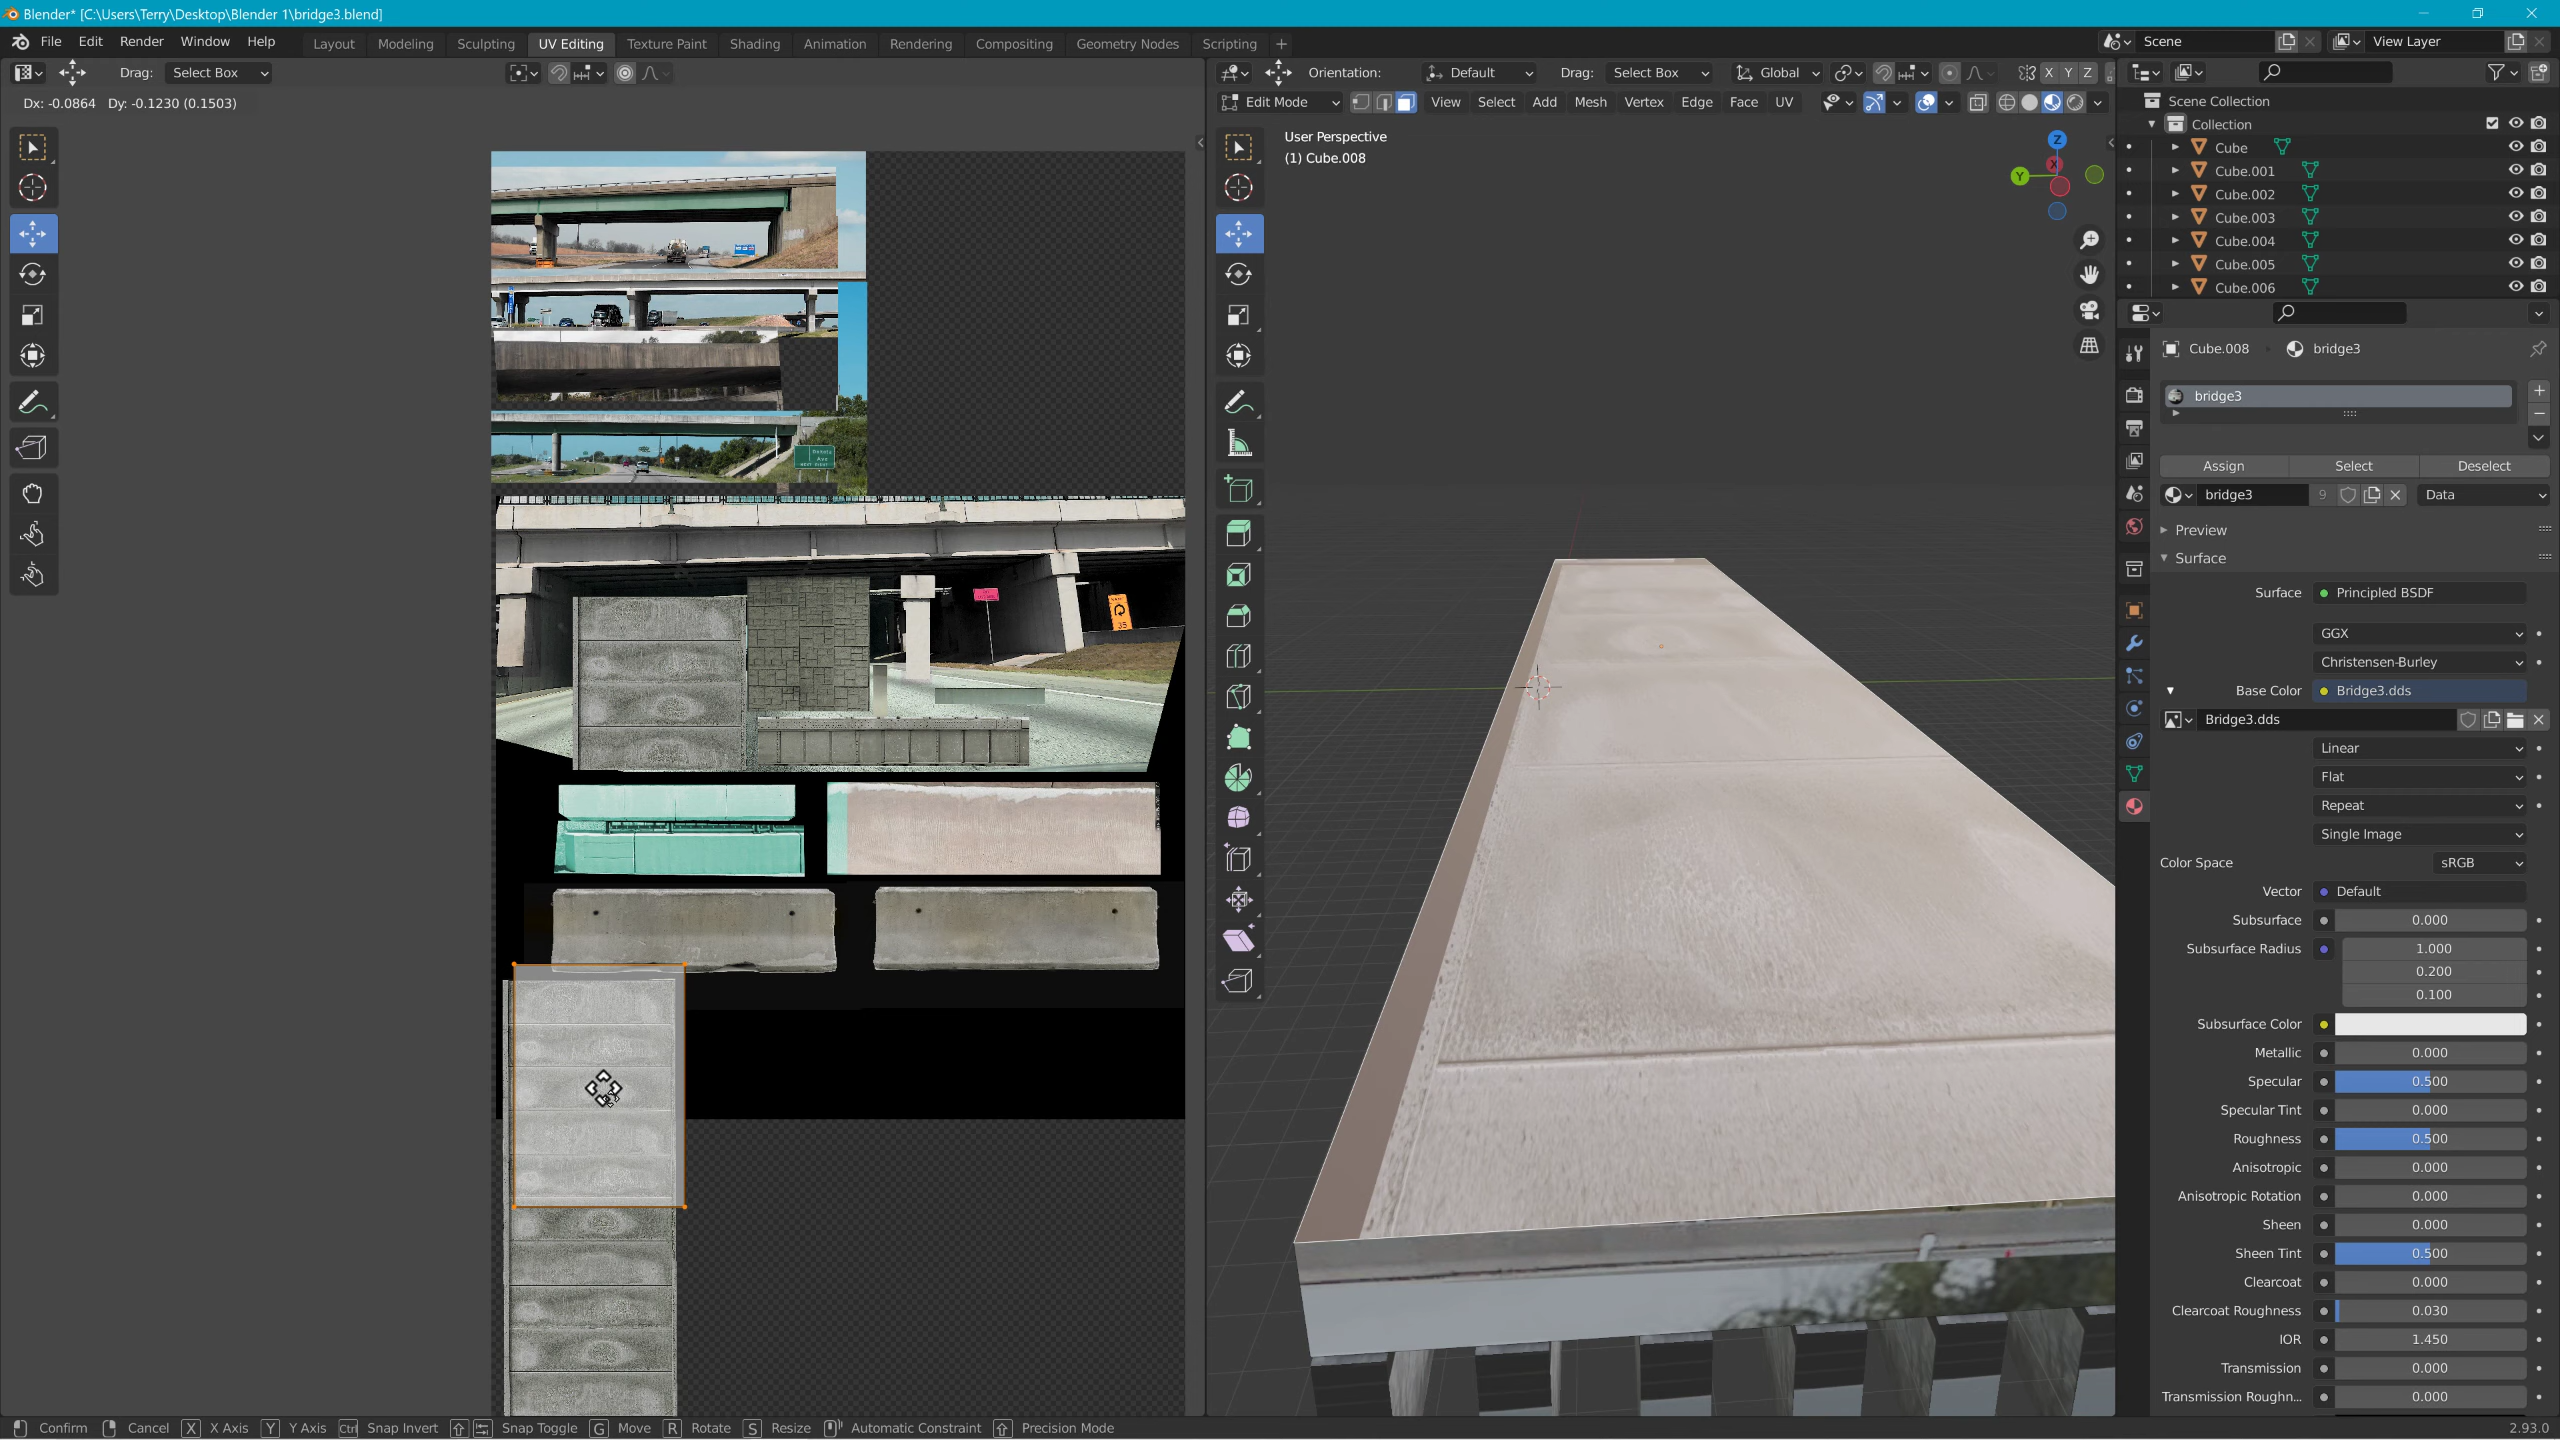 Blender* [C:\Users\Terry\Desktop\Blender 1\bridge3.blend]
File Edit Render Window Help
Layout Modeling Sculpting UV Editing Texture Paint Shading Animation Rendering Compositing Geometry Nodes Scripting
Scene
View Layer
Drag: Select Box
Dx: -0.0864 Dy: -0.1230 (0.1503)
Orientation: Default Drag: Select Box Global X Y Z
Edit Mode View Select Add Mesh Vertex Edge Face UV
User Perspective
(1) Cube.008
Z
X
Y
Scene Collection
Collection
Cube
Cube.001
Cube.002
Cube.003
Cube.004
Cube.005
Cube.006
Cube.008 bridge3
bridge3
Assign Select Deselect
bridge3 9 Data
Preview
Surface
Surface Principled BSDF
GGX
Christensen-Burley
Base Color Bridge3.dds
Bridge3.dds
Linear
Flat
Repeat
Single Image
Color Space sRGB
Vector Default
Subsurface 0.000
Subsurface Radius 1.000
0.200
0.100
Subsurface Color
Metallic 0.000
Specular 0.500
Specular Tint 0.000
Roughness 0.500
Anisotropic 0.000
Anisotropic Rotation 0.000
Sheen 0.000
Sheen Tint 0.500
Clearcoat 0.000
Clearcoat Roughness 0.030
IOR 1.450
Transmission 0.000
Transmission Roughn... 0.000
35
Confirm Cancel X X Axis Y Y Axis Ctrl Snap Invert Snap Toggle G Move R Rotate S Resize Automatic Constraint Precision Mode
2.93.0